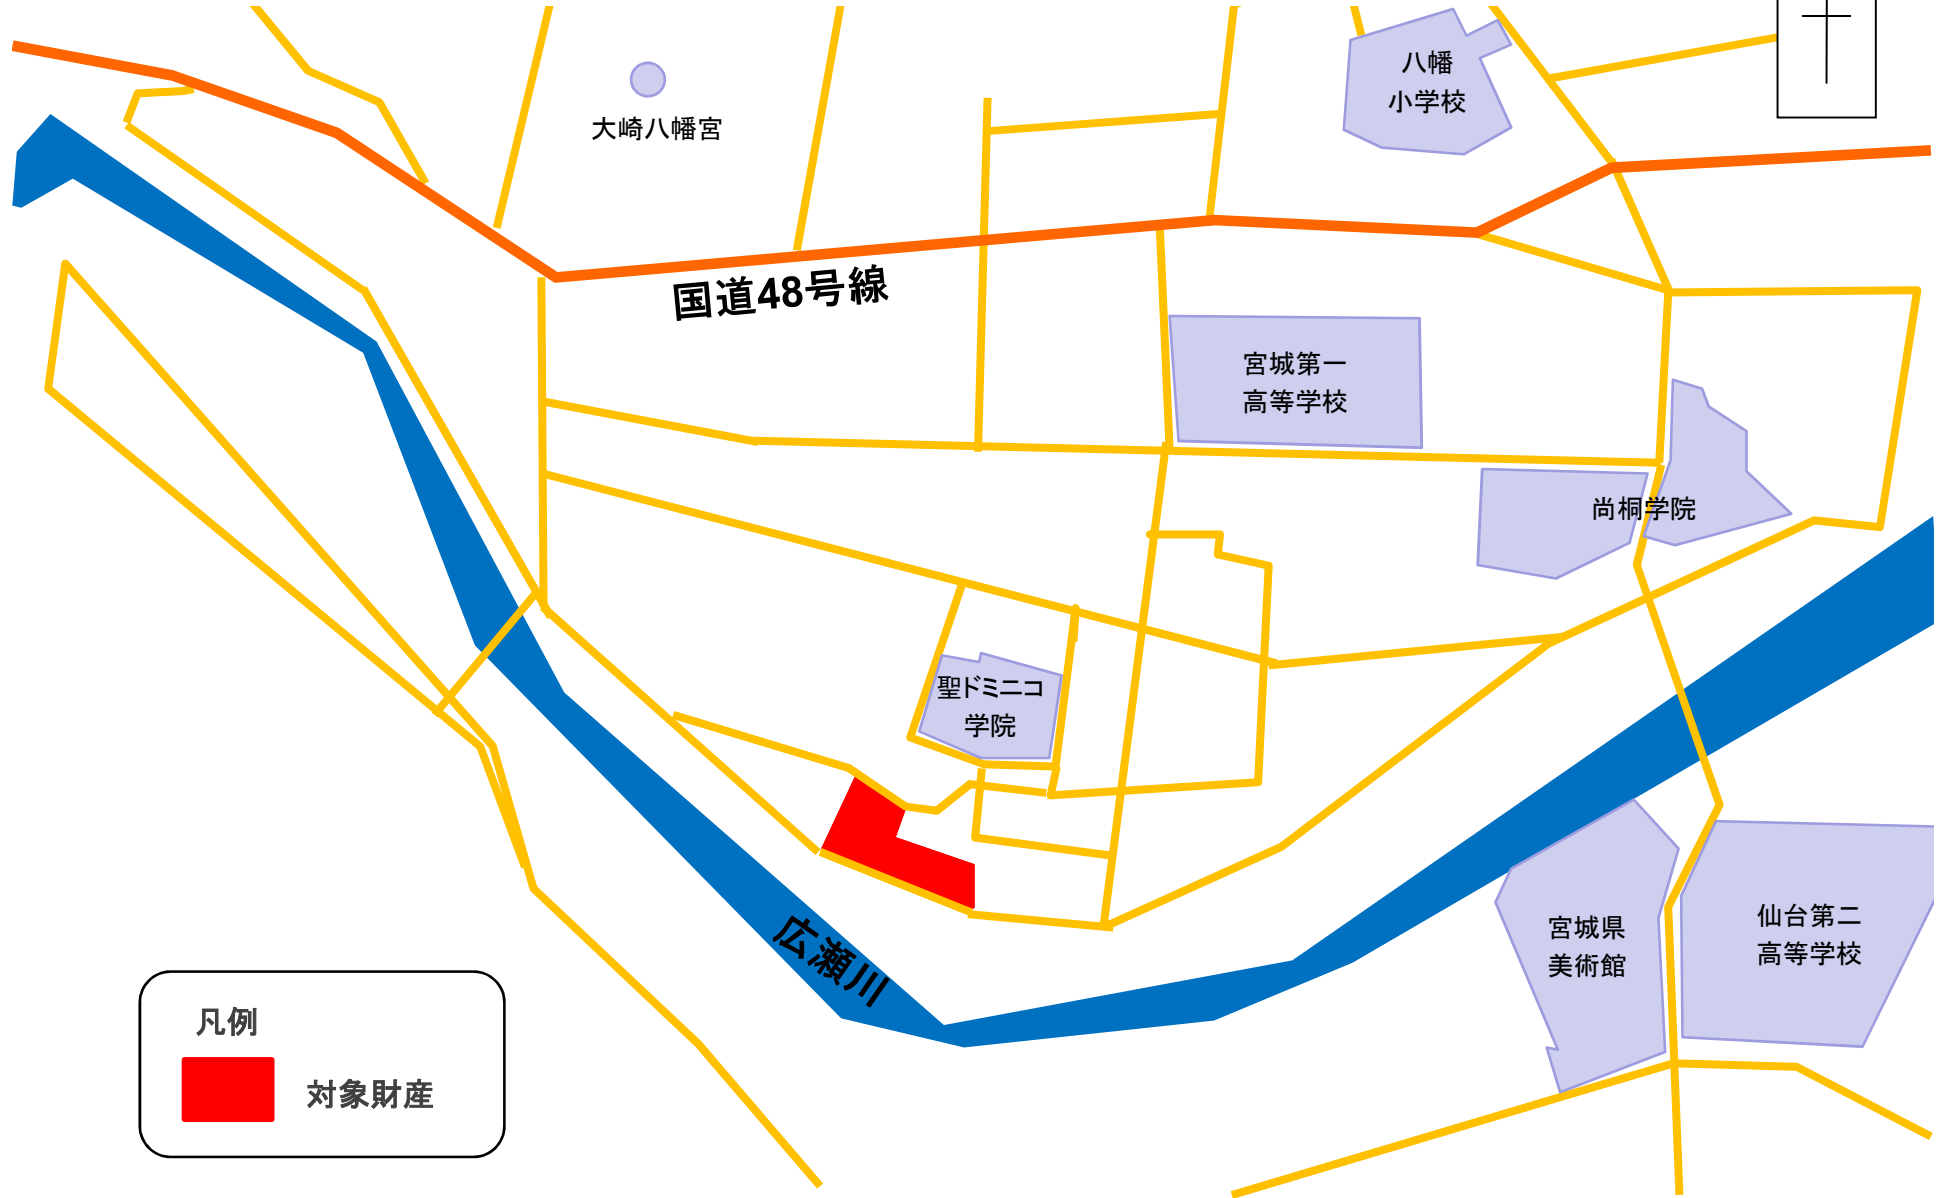 八幡
小学校
大崎八幡宮
国道48号線
宮城第一
高等学校
尚桐学院
聖ドミニコ
学院
広瀬川
宮城県
美術館
仙台第二
高等学校
凡例
対象財産